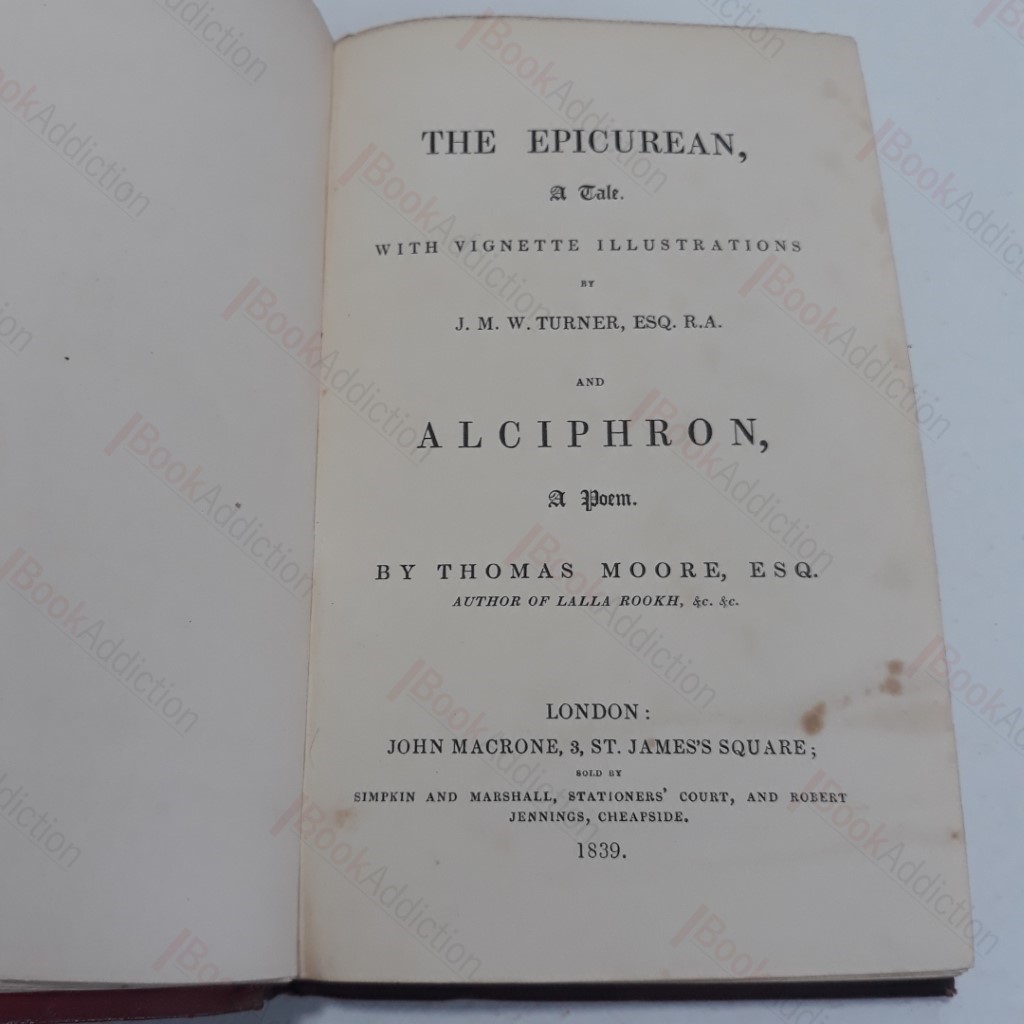 THE EPICUREAN,
A Tale.
WITH VIGNETTE ILLUSTRATIONS
BY
J. M. W. TURNER, ESQ. R.A.
AND
ALCIPHRON,
A Poem.
BY THOMAS MOORE, ESQ.
AUTHOR OF LALLA ROOKH, &c. &c.
LONDON:
JOHN MACRONE, 3, ST. JAMES'S SQUARE;
SOLD BY
SIMPKIN AND MARSHALL, STATIONERS' COURT, AND ROBERT
JENNINGS, CHEAPSIDE.
1839.
BookAddiction